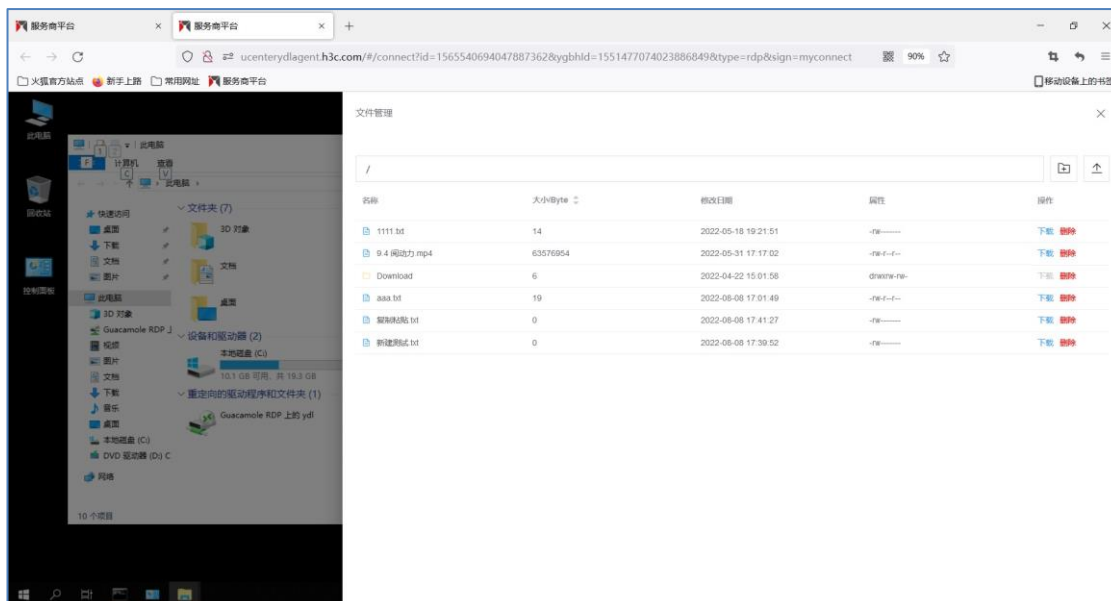 服务商平台
服务商平台
ucenterydlagent.h3c.com/#/connect?id=1565540694047887362&ygbhId=1551477074023886849&type=rdp&sign=myconnect
90%
火狐官方站点 新手上路 常用网址 服务商平台
移动设备上的书签
此电脑
回收站
控制面板
1 2 此电脑
F 计算机 查看
C V
此电脑
快速访问
桌面
下载
文档
图片
此电脑
3D 对象
Guacamole RDP
视频
图片
文档
下载
音乐
桌面
本地磁盘 (C:)
DVD 驱动器 (D:) C
网络
文件夹 (7)
3D 对象
文档
桌面
设备和驱动器 (2)
本地磁盘 (C:)
10.1 GB 可用, 共 19.3 GB
重定向的驱动程序和文件夹 (1)
Guacamole RDP 上的 ydl
10 个项目
文件管理
/
名称 大小/Byte 修改日期 属性 操作
1111.txt 14 2022-05-18 19:21:51 -rw------- 下载 删除
9.4 阀动力.mp4 63576954 2022-05-31 17:17:02 -rw-r--r-- 下载 删除
Download 6 2022-04-22 15:01:58 drwxrw-rw- 下载 删除
aaa.txt 19 2022-08-08 17:01:49 -rw-r--r-- 下载 删除
复制粘贴.txt 0 2022-08-08 17:41:27 -rw------- 下载 删除
新建测试.txt 0 2022-08-08 17:39:52 -rw------- 下载 删除